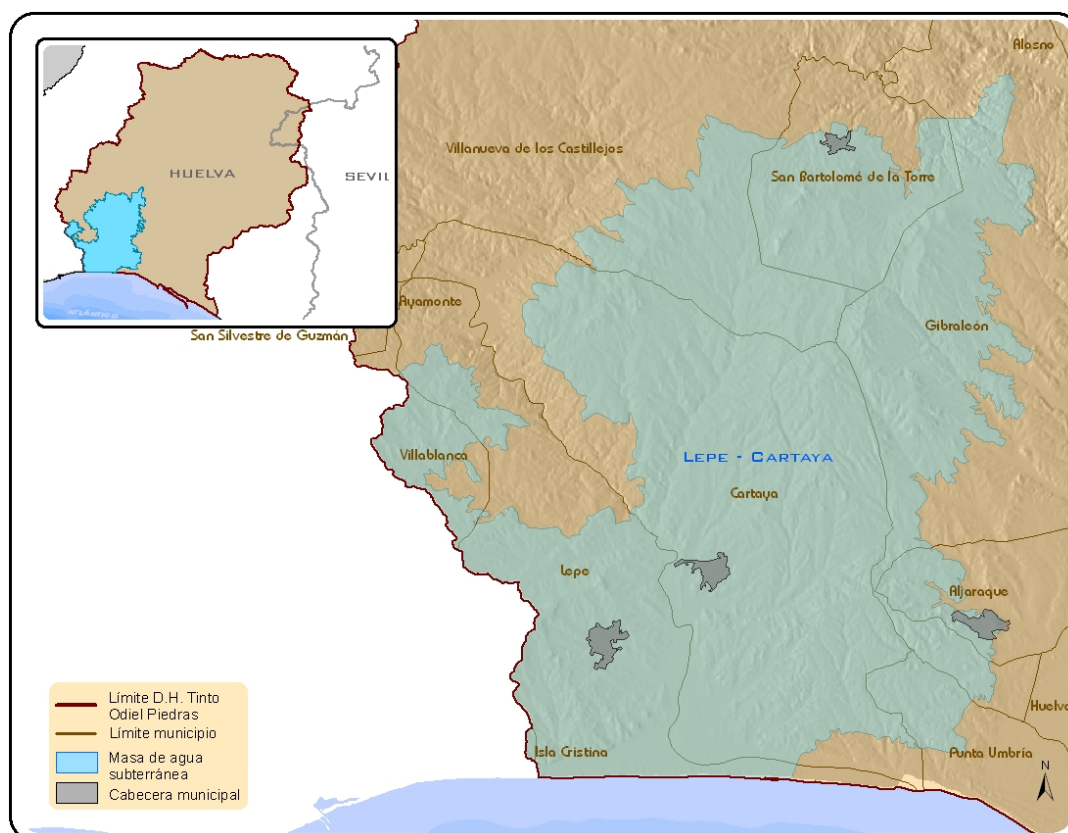 HUELVA
SEVIL
ATLÁNTICO
Alosno
Villanueva de los Castillejos
San Bartolomé de la Torre
Ayamonte
San Silvestre de Guzmán
Gibraleón
Villablanca
LEPE - CARTAYA
Cartaya
Lepe
Aljaraque
Huelva
Isla Cristina
Punta Umbría
N
Límite D.H. Tinto
Odiel Piedras
Límite municipio
Masa de agua
subterránea
Cabecera municipal